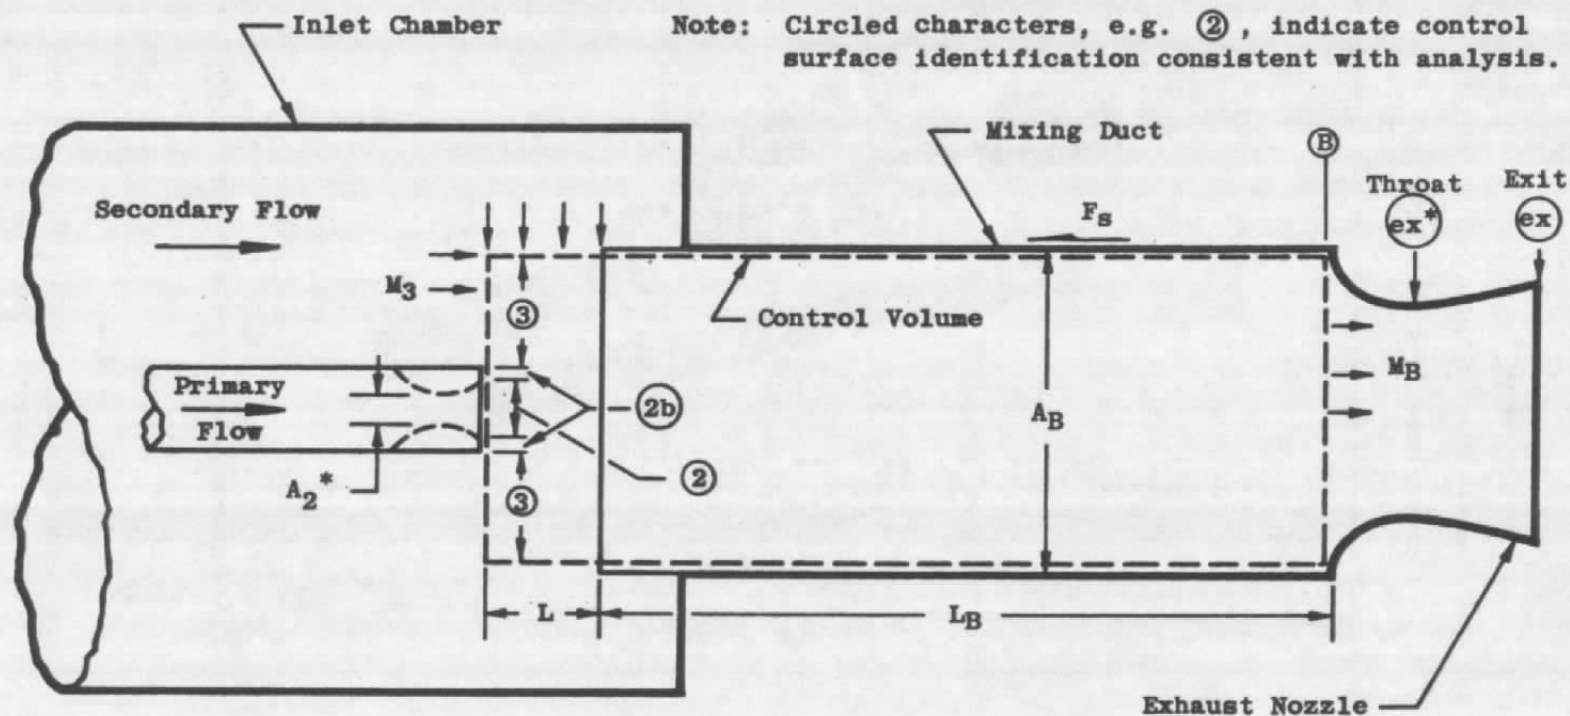 Inlet Chamber
Note: Circled characters, e.g. ②, indicate control
surface identification consistent with analysis.
Mixing Duct
B
Throat
Exit
ex*
ex
Secondary Flow
Fs
M3
③
Control Volume
Primary
Flow
2b
MB
AB
A2*
②
③
L
LB
Exhaust Nozzle